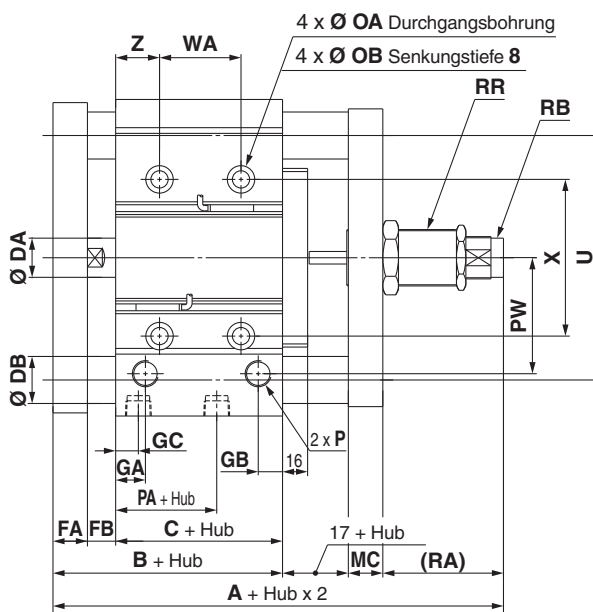 4 x Ø OA Durchgangsbohrung
Z
WA
4 x Ø OB Senkungstiefe 8
RR
RB
Ø DA
X
U
PW
Ø DB
2 x P
GC
GB
16
GA
PA + Hub
FA
FB
C + Hub
17 + Hub
B + Hub
MC
(RA)
A + Hub x 2